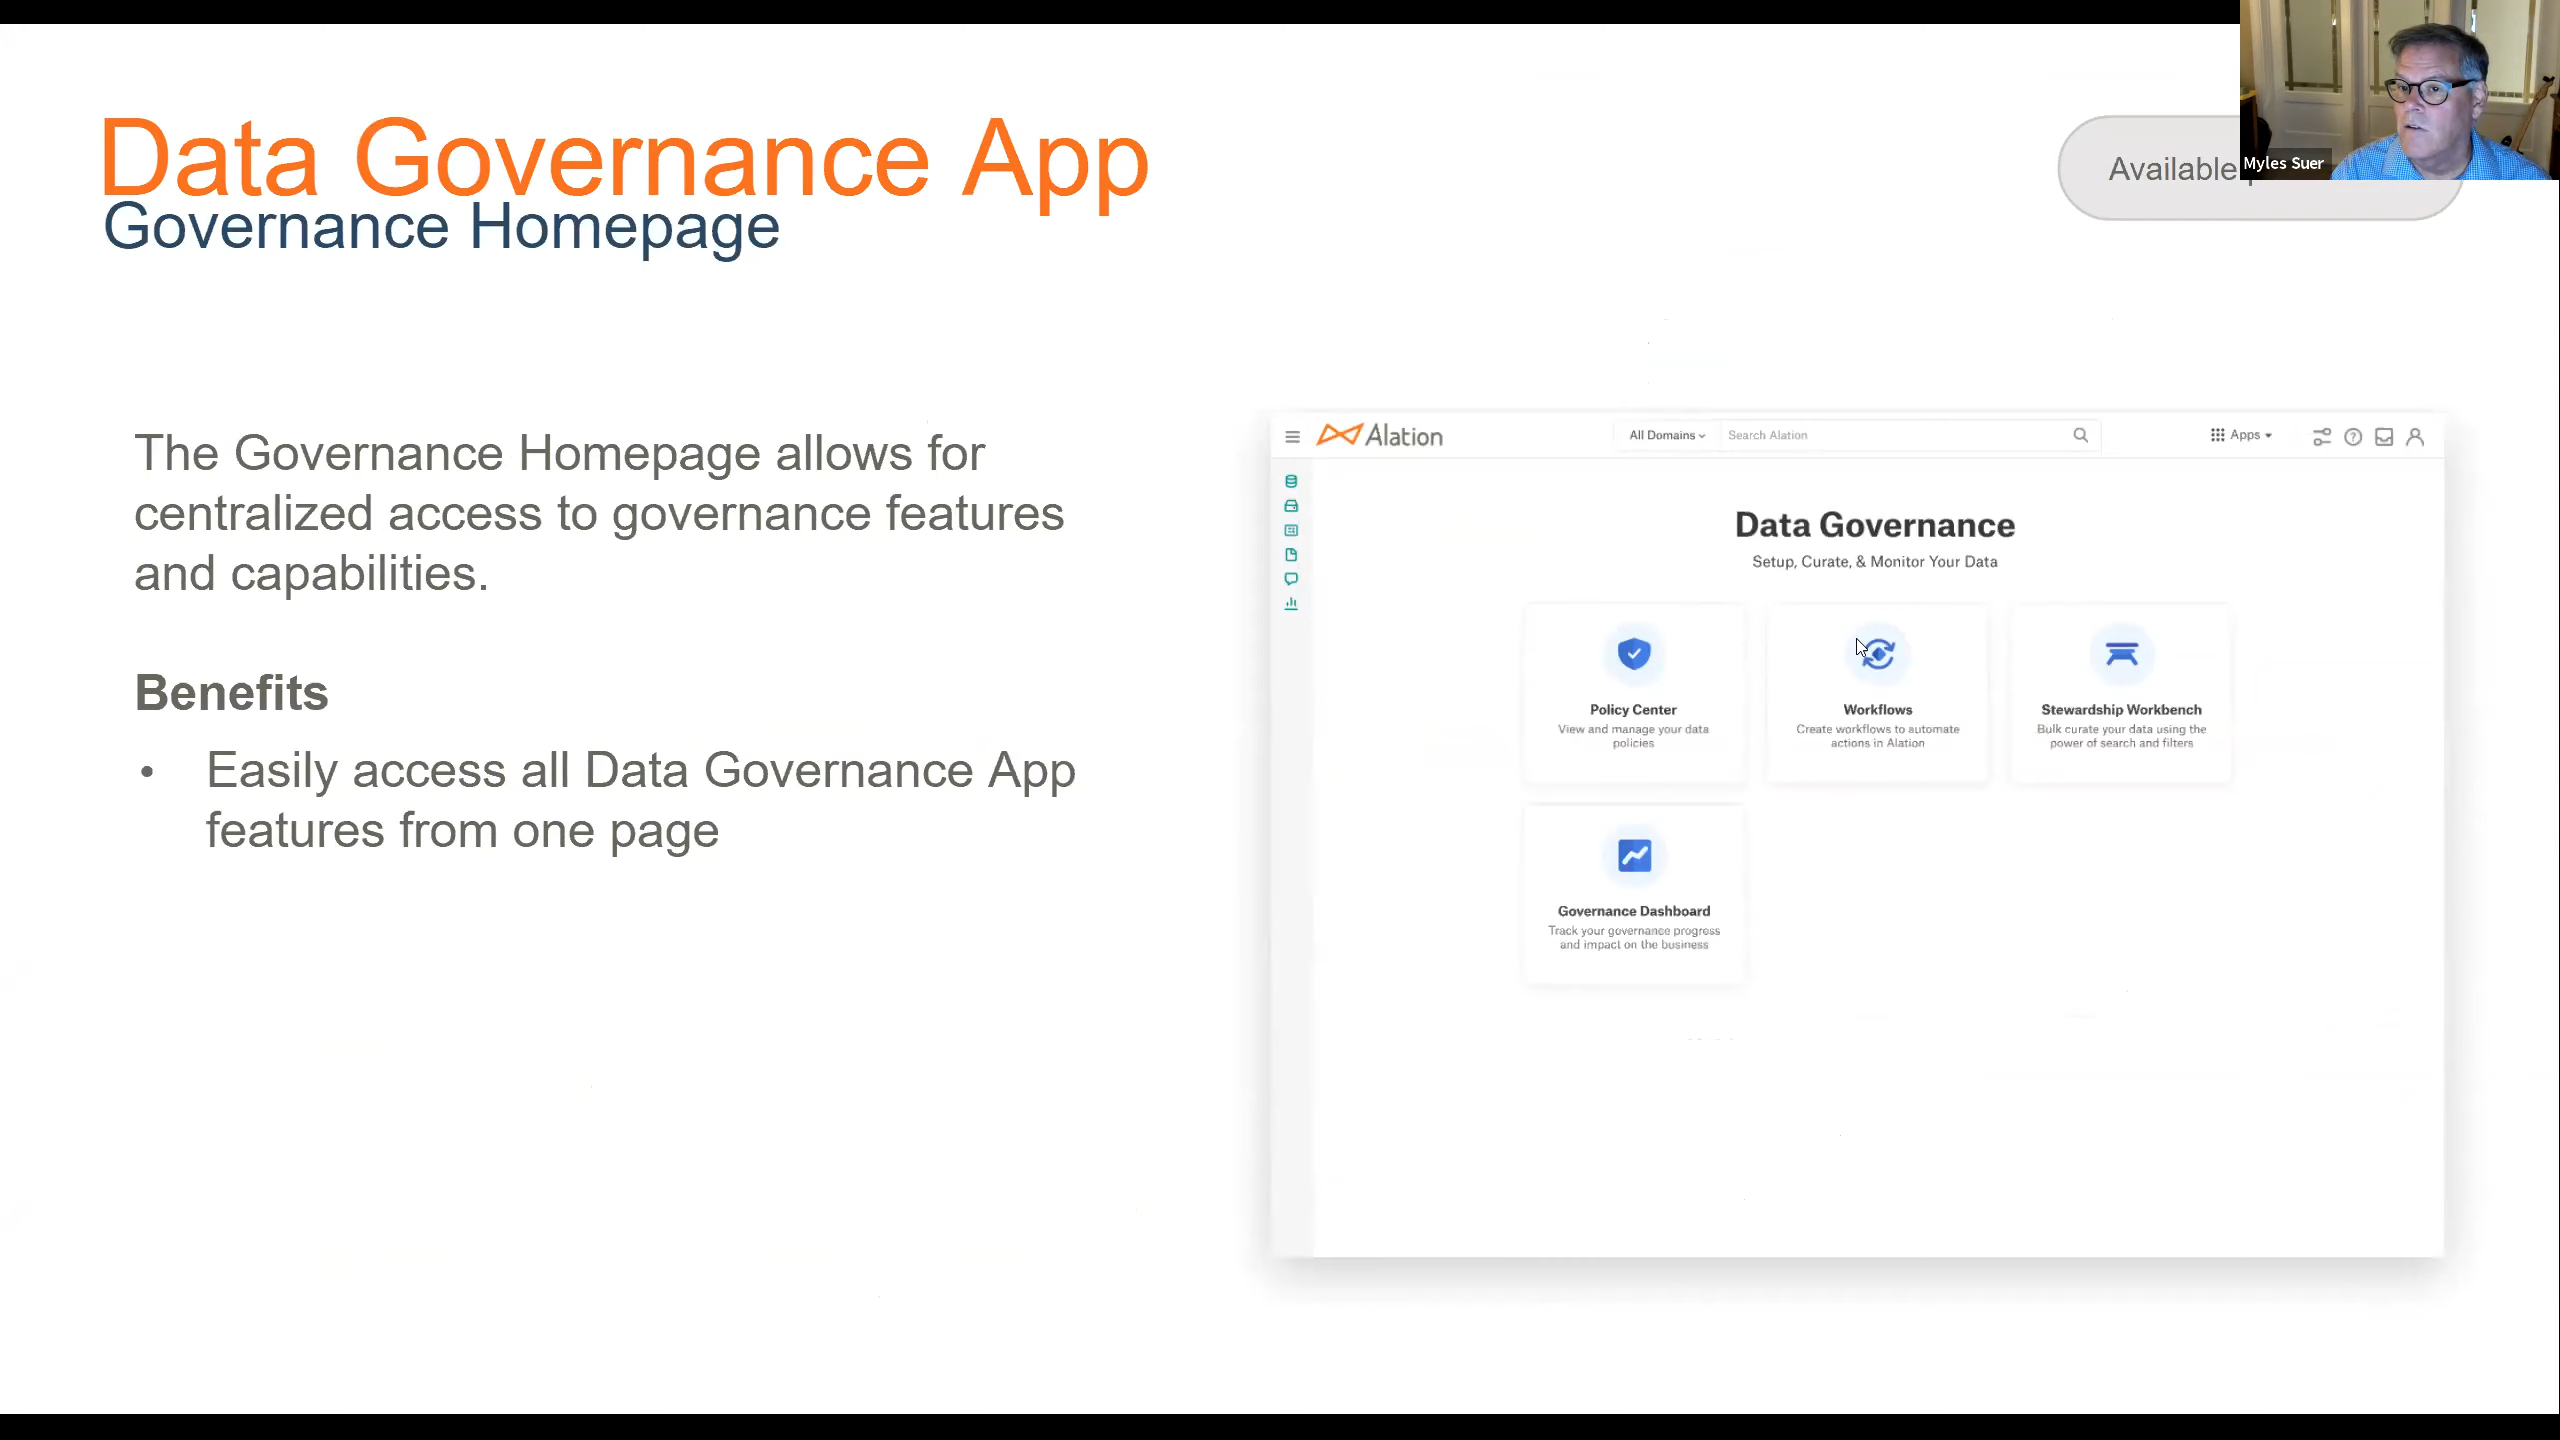 Data Governance App
Governance Homepage
Available
Myles Suer
The Governance Homepage allows for
centralized access to governance features
and capabilities.
Benefits
• Easily access all Data Governance App
features from one page
Alation
All Domains
Search Alation
Apps
Data Governance
Setup, Curate, & Monitor Your Data
Policy Center
View and manage your data
policies
Workflows
Create workflows to automate
actions in Alation
Stewardship Workbench
Bulk curate your data using the
power of search and filters
Governance Dashboard
Track your governance progress
and impact on the business